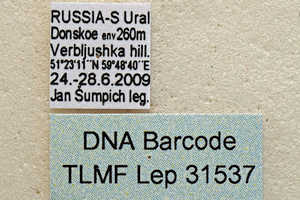 RUSSIA-S Ural
Donskoe env 260m
Verbljushka hill.
51°23'11´´N 59°48'40´´E
24.-28.6.2009
Jan Šumpich leg.
DNA Barcode
TLMF Lep 31537